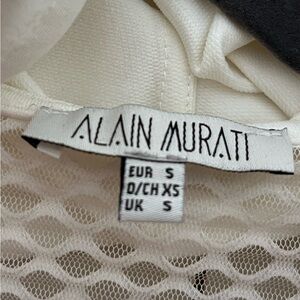 ALAIN MURATI
EUR S
D/CH XS
UK S